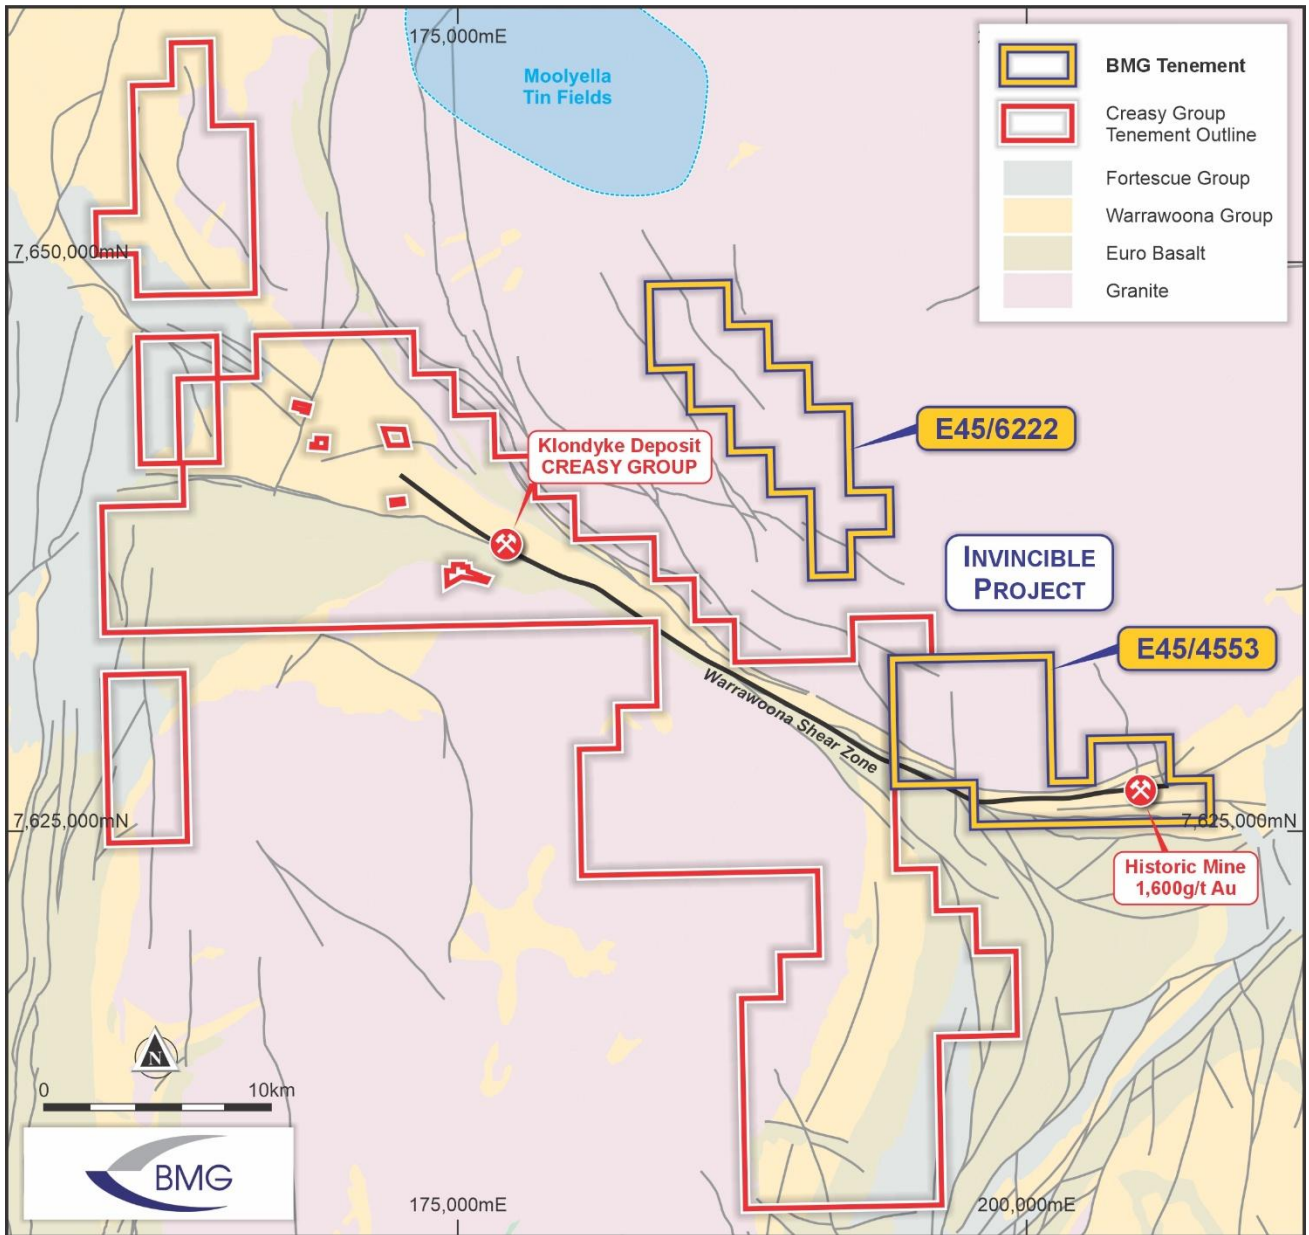 175,000mE
Moolyella
Tin Fields
BMG Tenement
Creasy Group
Tenement Outline
Fortescue Group
Warrawoona Group
Euro Basalt
Granite
7,650,000mN
E45/6222
Klondyke Deposit
CREASY GROUP
INVINCIBLE
PROJECT
E45/4553
Warrawoona Shear Zone
7,625,000mN
7,625,000mN
Historic Mine
1,600g/t Au
N
0
10km
BMG
175,000mE
200,000mE